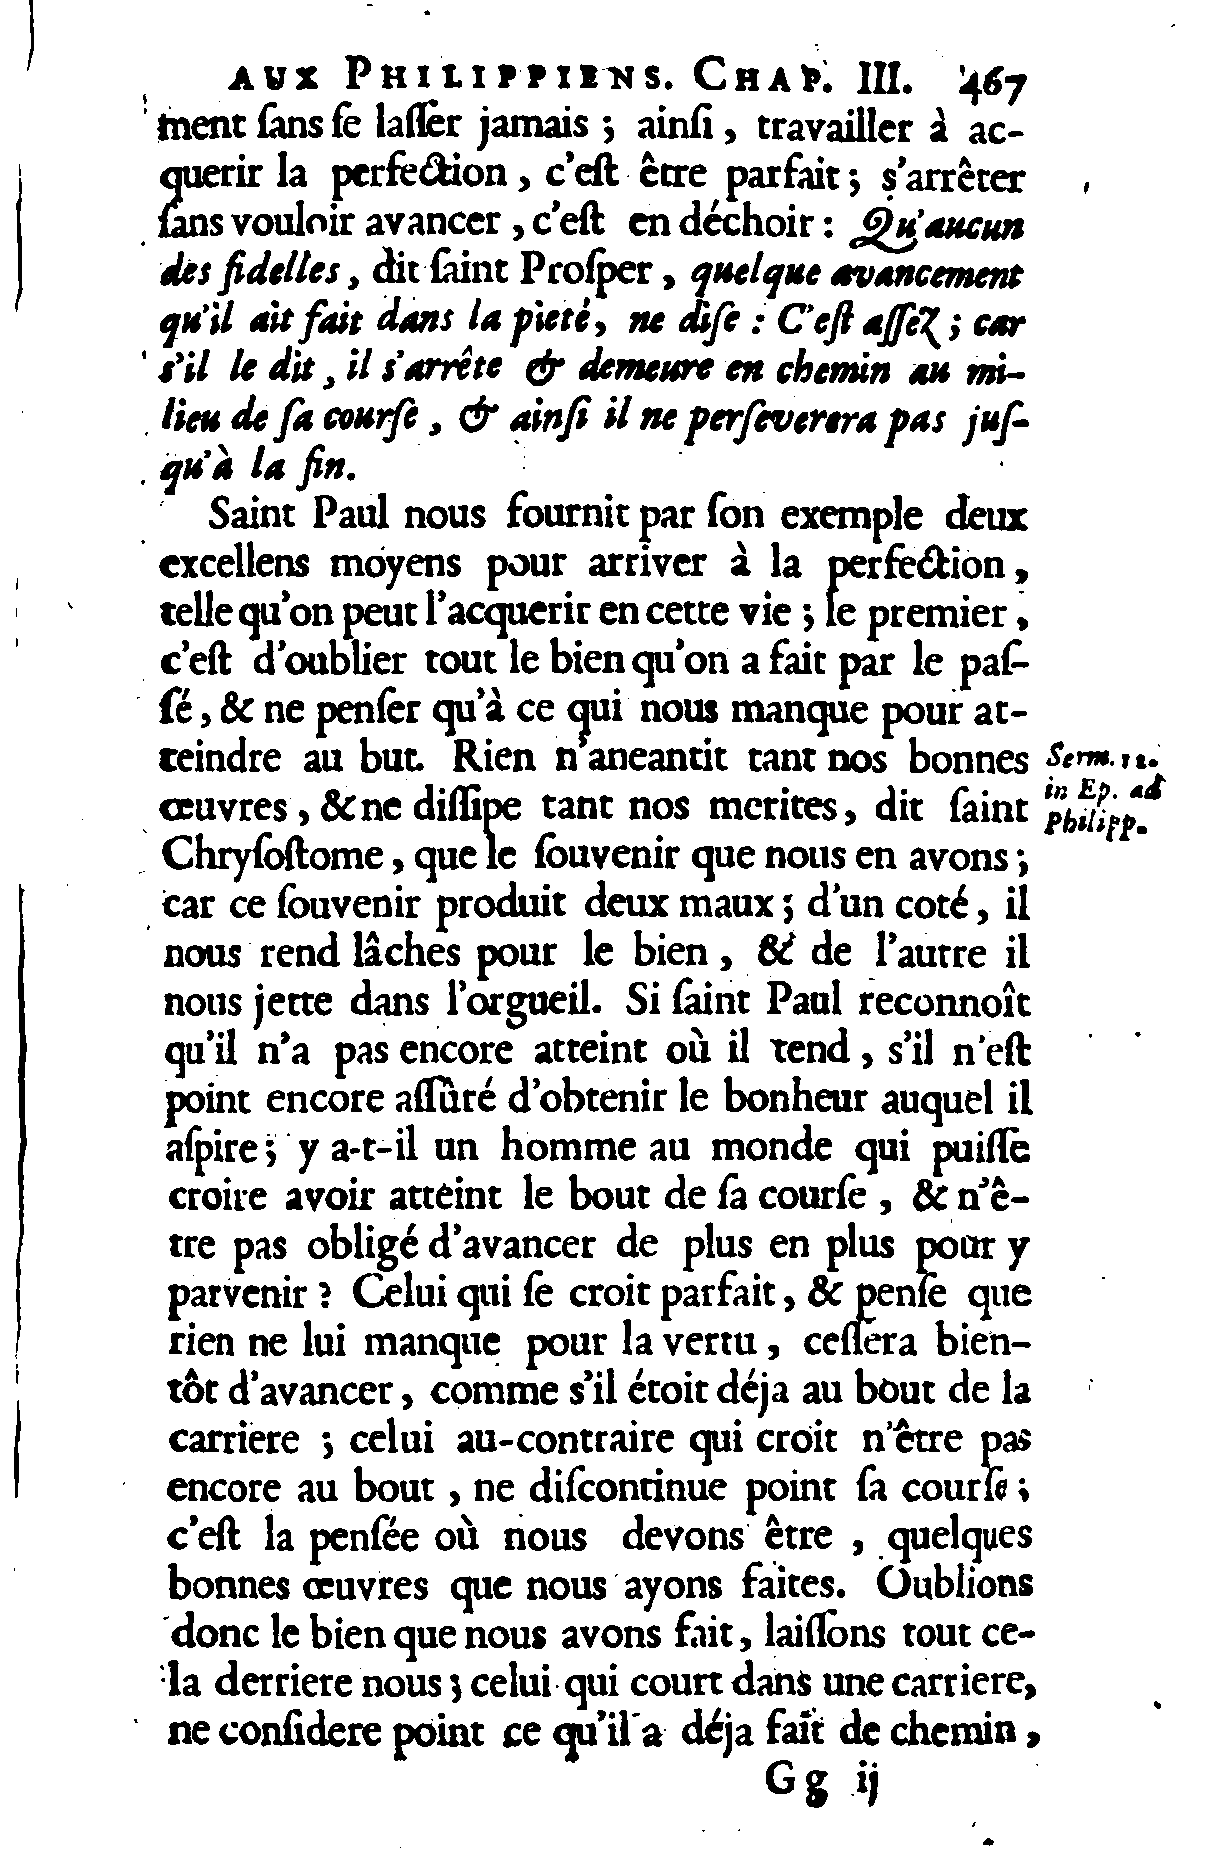 AUX PHILIPPIENS. CHAP. III. 467
ment ſans ſe laſſer jamais ; ainſi, travailler à ac-
querir la perfection, c'eſt être parfait ; s'arrêter
ſans vouloir avancer, c'eſt en déchoir : Qu'aucun
des fidelles, dit ſaint Proſper, quelque avancement
qu'il ait fait dans la pieté, ne diſe : C'eſt aſſez ; car
s'il le dit, il s'arrête & demeure en chemin au mi-
lieu de ſa courſe, & ainſi il ne perſeverera pas juſ-
qu'à la fin.
Saint Paul nous fournit par ſon exemple deux
excellens moyens pour arriver à la perfection,
telle qu'on peut l'acquerir en cette vie ; le premier,
c'eſt d'oublier tout le bien qu'on a fait par le paſ-
ſé, & ne penſer qu'à ce qui nous manque pour at-
teindre au but. Rien n'aneantit tant nos bonnes
œuvres, & ne diſſipe tant nos merites, dit ſaint
Chryſoſtome, que le ſouvenir que nous en avons ;
car ce ſouvenir produit deux maux ; d'un coté, il
nous rend lâches pour le bien, & de l'autre il
nous jette dans l'orgueil. Si ſaint Paul reconnoît
qu'il n'a pas encore atteint où il tend, s'il n'eſt
point encore aſſûré d'obtenir le bonheur auquel il
aſpire ; y a-t-il un homme au monde qui puiſſe
croire avoir atteint le bout de ſa courſe, & n'ê-
tre pas obligé d'avancer de plus en plus pour y
parvenir ? Celui qui ſe croit parfait, & penſe que
rien ne lui manque pour la vertu, ceſſera bien-
tôt d'avancer, comme s'il étoit déja au bout de la
carriere ; celui au-contraire qui croit n'être pas
encore au bout, ne diſcontinue point ſa courſe ;
c'eſt la penſée où nous devons être, quelques
bonnes œuvres que nous ayons faites. Oublions
donc le bien que nous avons fait, laiſſons tout ce-
la derriere nous ; celui qui court dans une carriere,
ne conſidere point ce qu'il a déja fait de chemin,
Gg ij
Serm. 12.
in Ep. ad
Philipp.